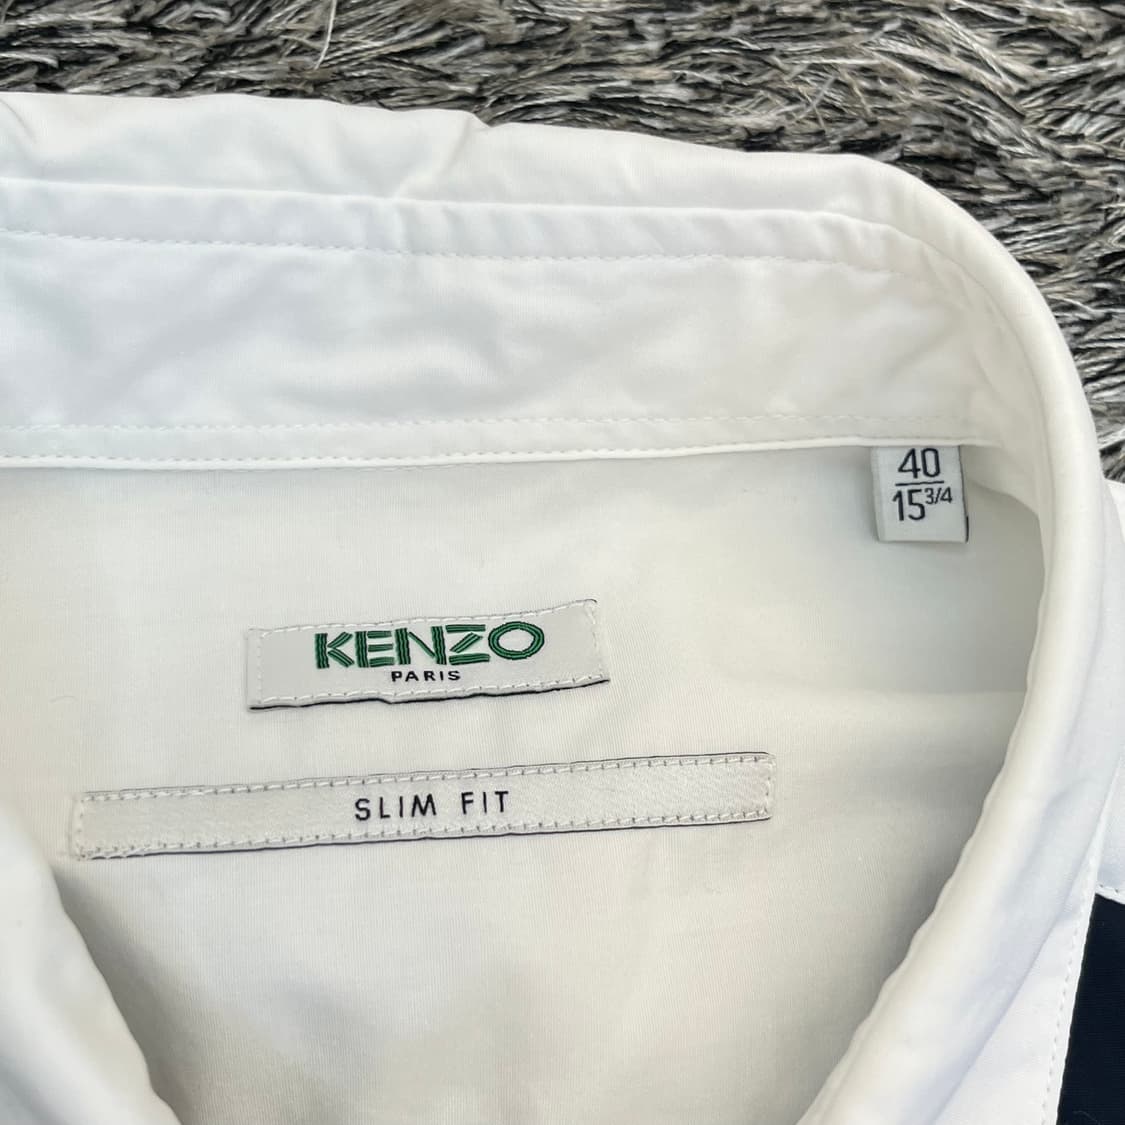 40
15 3/4
KENZO
PARIS
SLIM FIT